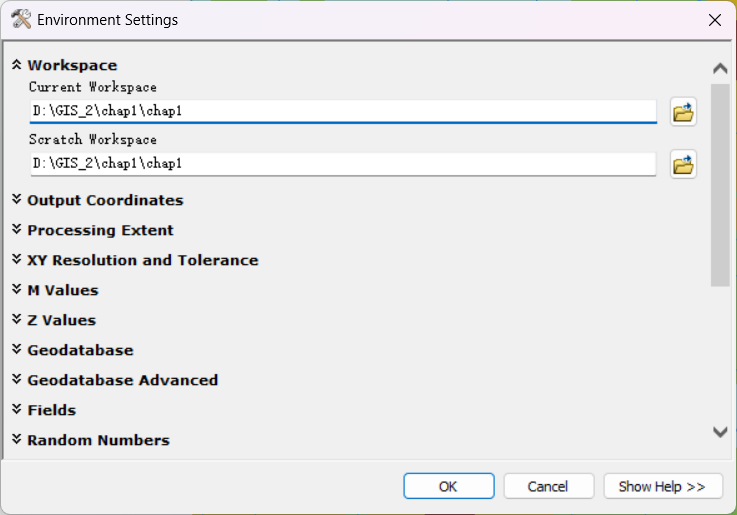 Environment Settings
Workspace
Current Workspace
D:\GIS_2\chap1\chap1
Scratch Workspace
D:\GIS_2\chap1\chap1
Output Coordinates
Processing Extent
XY Resolution and Tolerance
M Values
Z Values
Geodatabase
Geodatabase Advanced
Fields
Random Numbers
OK Cancel Show Help >>